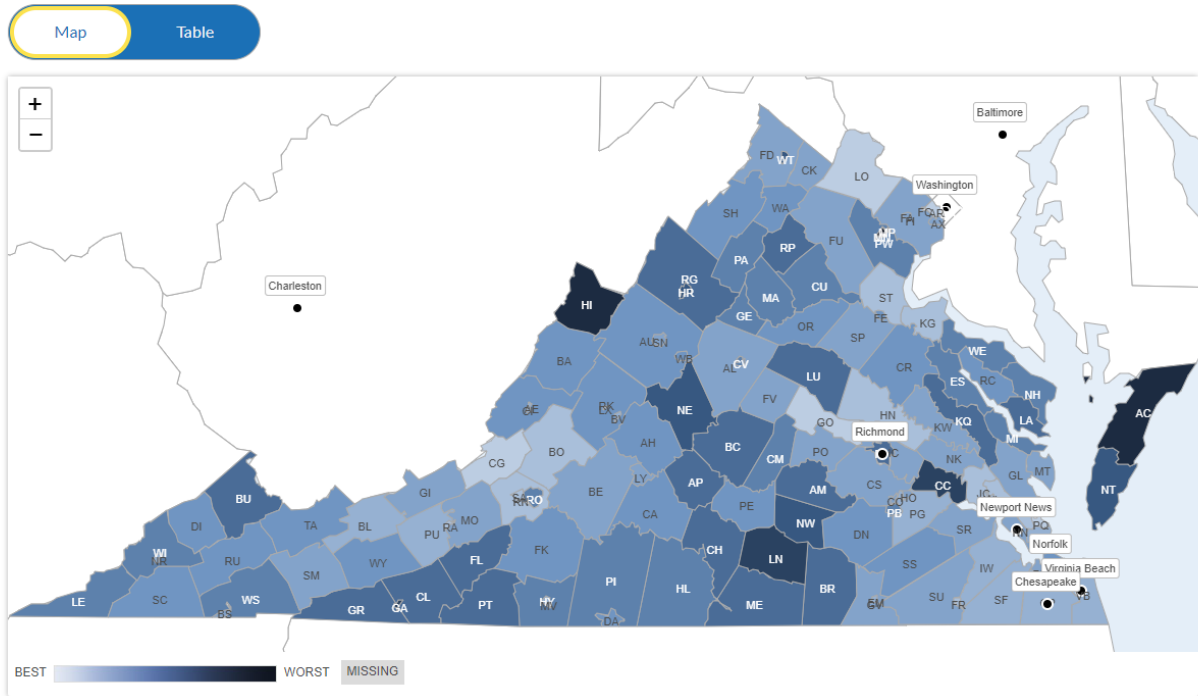 Map Table
+
−
Baltimore
FD WT CK LO
Washington
SH WA FC AR
FA AX
RP FU MP
PW
PA
RG
HR
Charleston
HI MA CU ST
GE
FE KG
OR SP
AU SN WE
BA WB CV CR
AL
LU ES RC NH
NE FV
RK BV GO HN KQ LA AC
AH Richmond KW MI
CG BO BC CM PO NK
LY GL MT
BU GI BE AP AM CS CC NT
RO HO
DI TA BL MO CA PE PB PG Newport News
PU RA NW SR PQ
WI RU WY FL FK CH LN DN Norfolk
SM SS IW Virginia Beach
PI HL Chesapeake
LE SC WS CL HY BR SU SF VB
GR GA PT ME FR
BS DA
BEST WORST MISSING